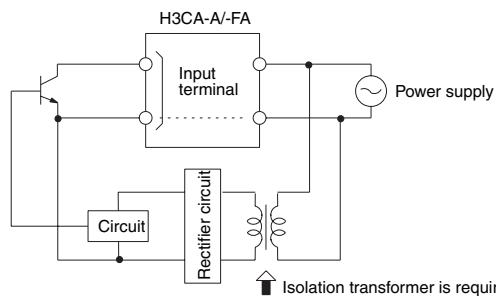 H3CA-A/-FA
Input
terminal
Power supply
Circuit
Rectifier circuit
Isolation transformer is requir